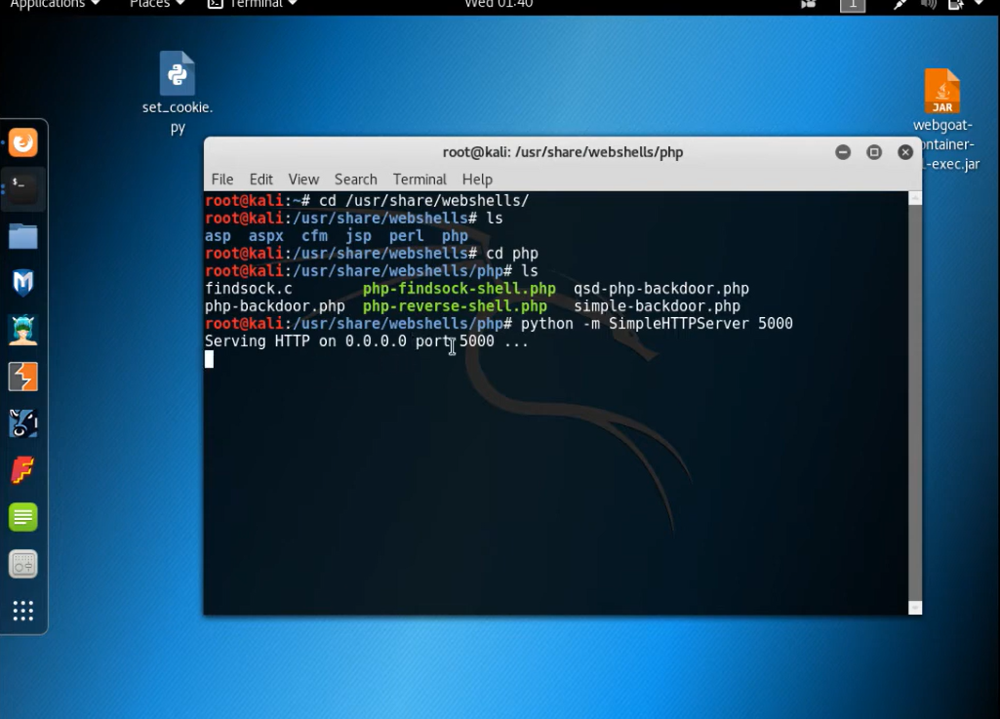 Applications Places Terminal Wed 01:40 1
set_cookie.
py
JAR
webgoat-
ontainer-
-exec.jar
root@kali: /usr/share/webshells/php
File Edit View Search Terminal Help
root@kali:~# cd /usr/share/webshells/
root@kali:/usr/share/webshells# ls
asp aspx cfm jsp perl php
root@kali:/usr/share/webshells# cd php
root@kali:/usr/share/webshells/php# ls
findsock.c php-findsock-shell.php qsd-php-backdoor.php
php-backdoor.php php-reverse-shell.php simple-backdoor.php
root@kali:/usr/share/webshells/php# python -m SimpleHTTPServer 5000
Serving HTTP on 0.0.0.0 port 5000 ...